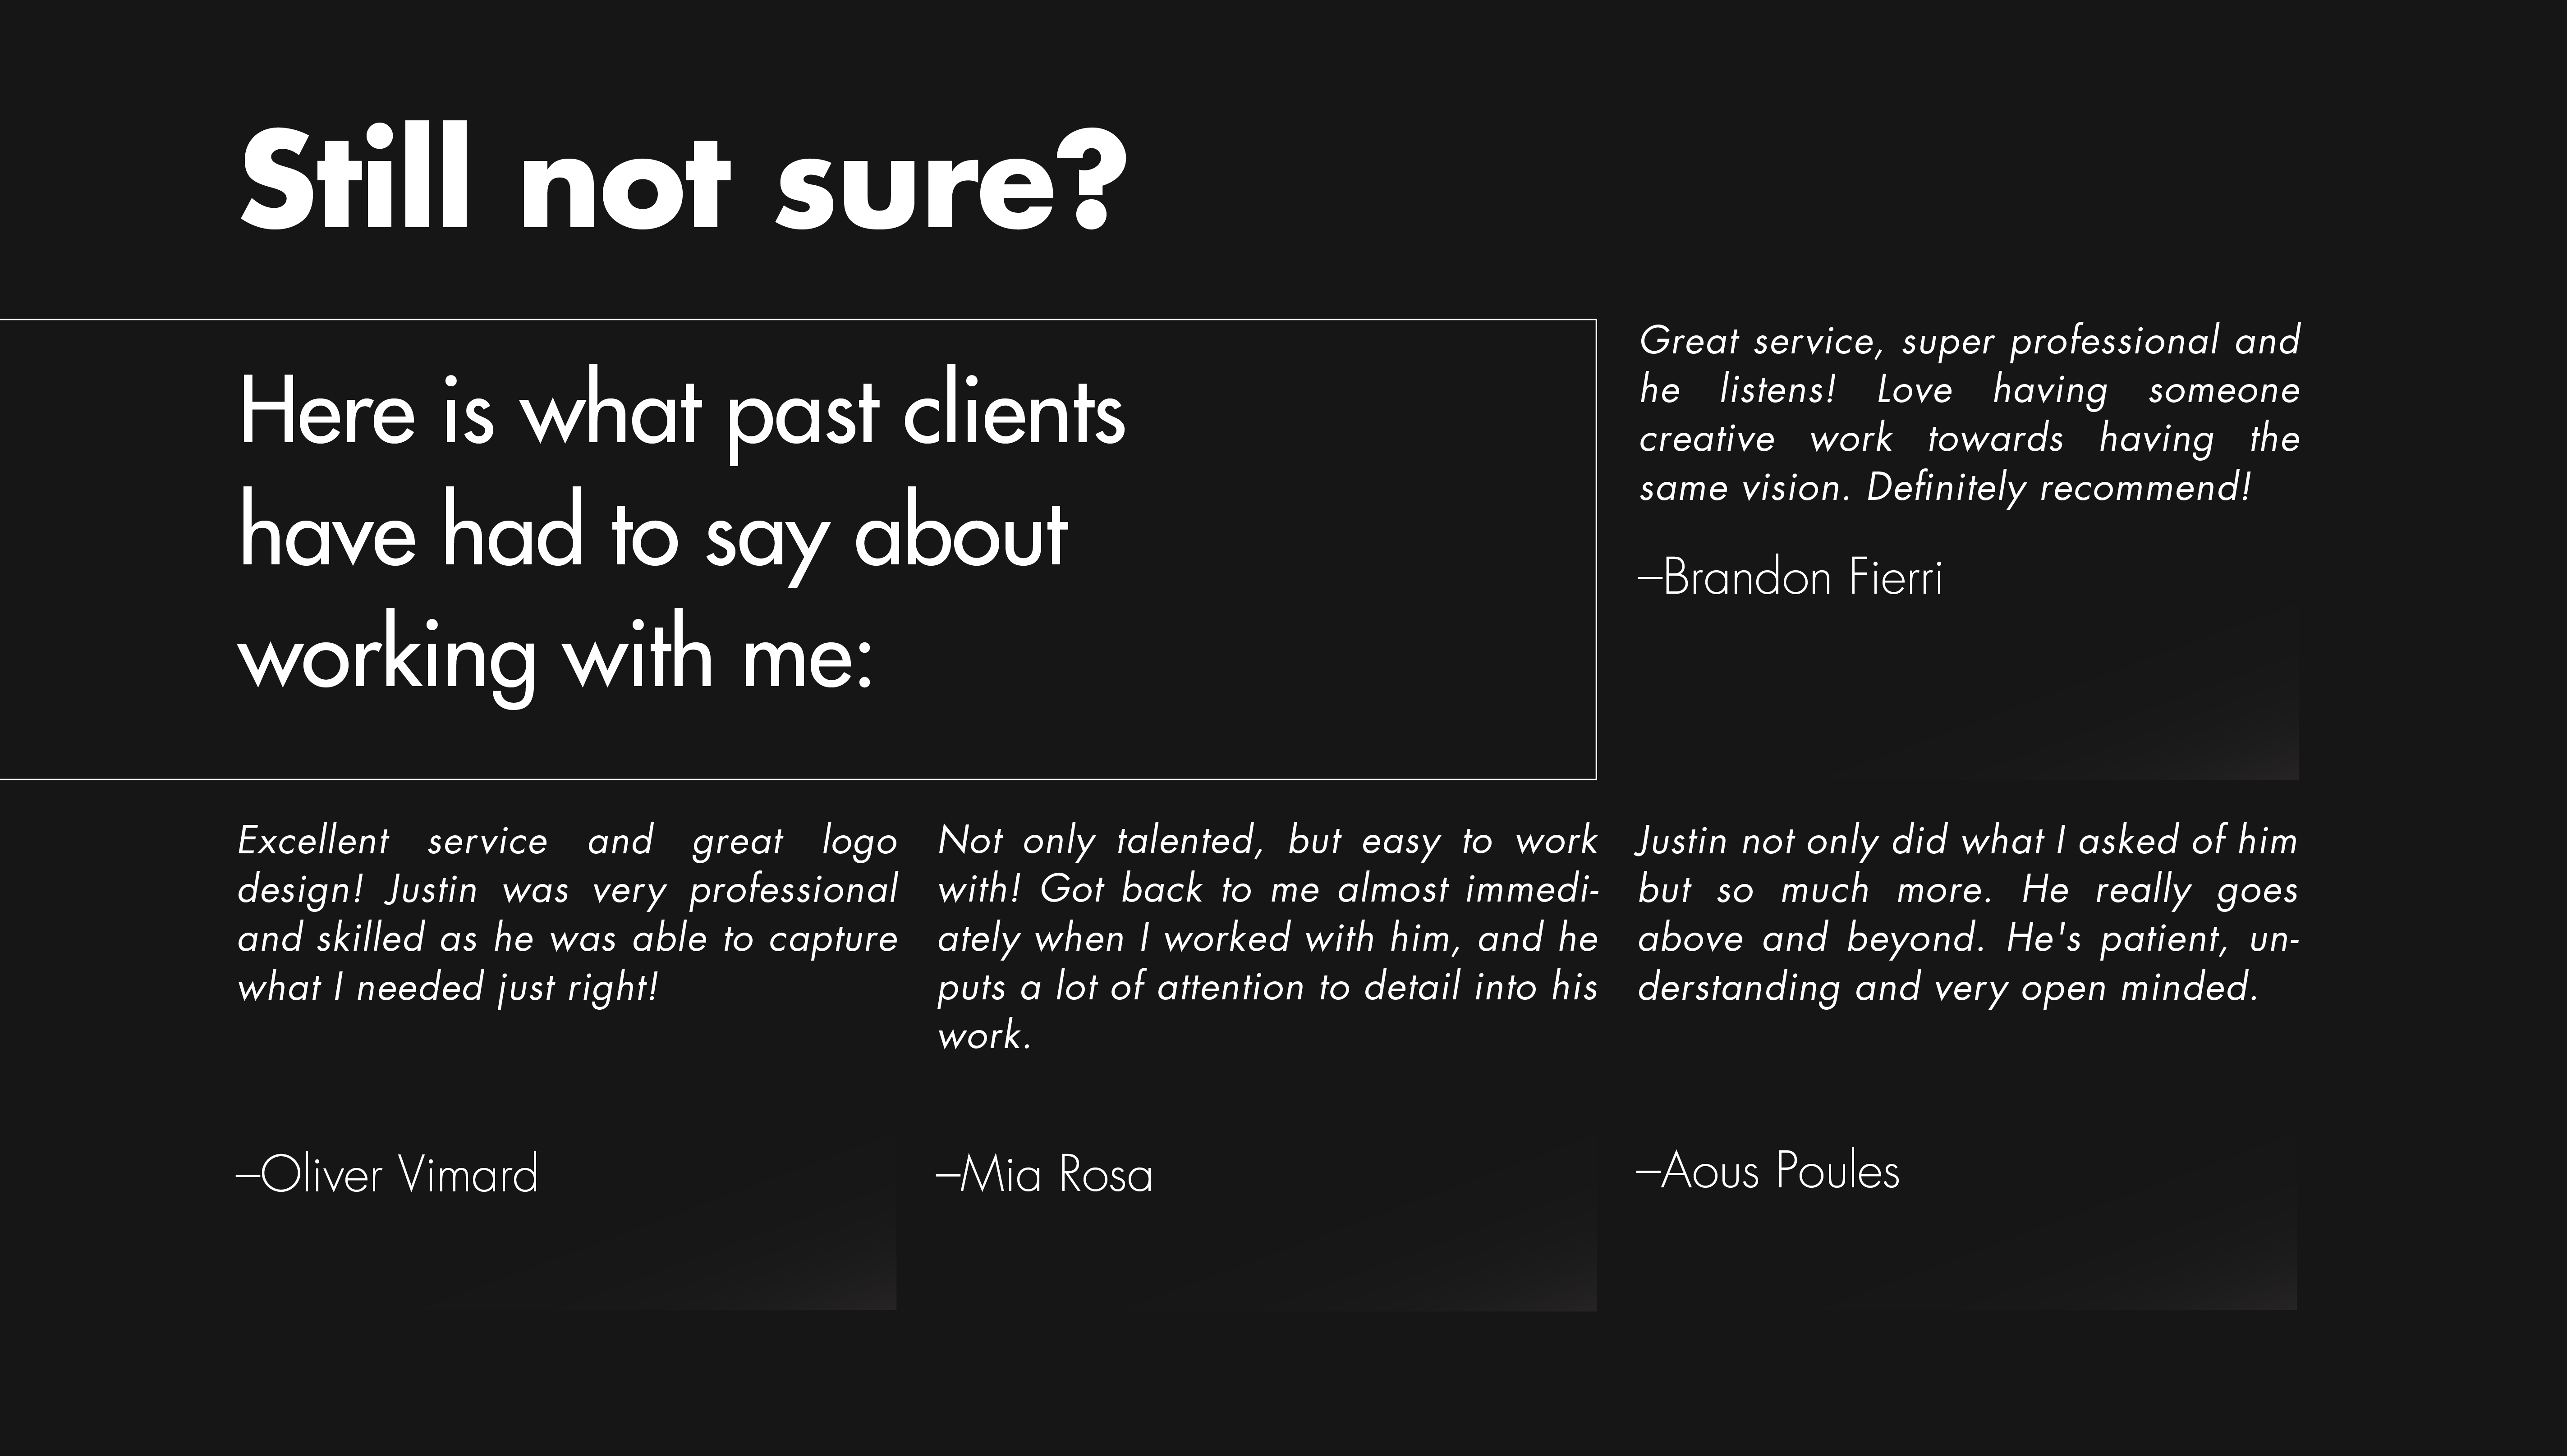 Still not sure?
Here is what past clients
have had to say about
working with me:
Great service, super professional and
he listens! Love having someone
creative work towards having the
same vision. Definitely recommend!
–Brandon Fierri
Excellent service and great logo
design! Justin was very professional
and skilled as he was able to capture
what I needed just right!
–Oliver Vimard
Not only talented, but easy to work
with! Got back to me almost immedi-
ately when I worked with him, and he
puts a lot of attention to detail into his
work.
–Mia Rosa
Justin not only did what I asked of him
but so much more. He really goes
above and beyond. He's patient, un-
derstanding and very open minded.
–Aous Poules